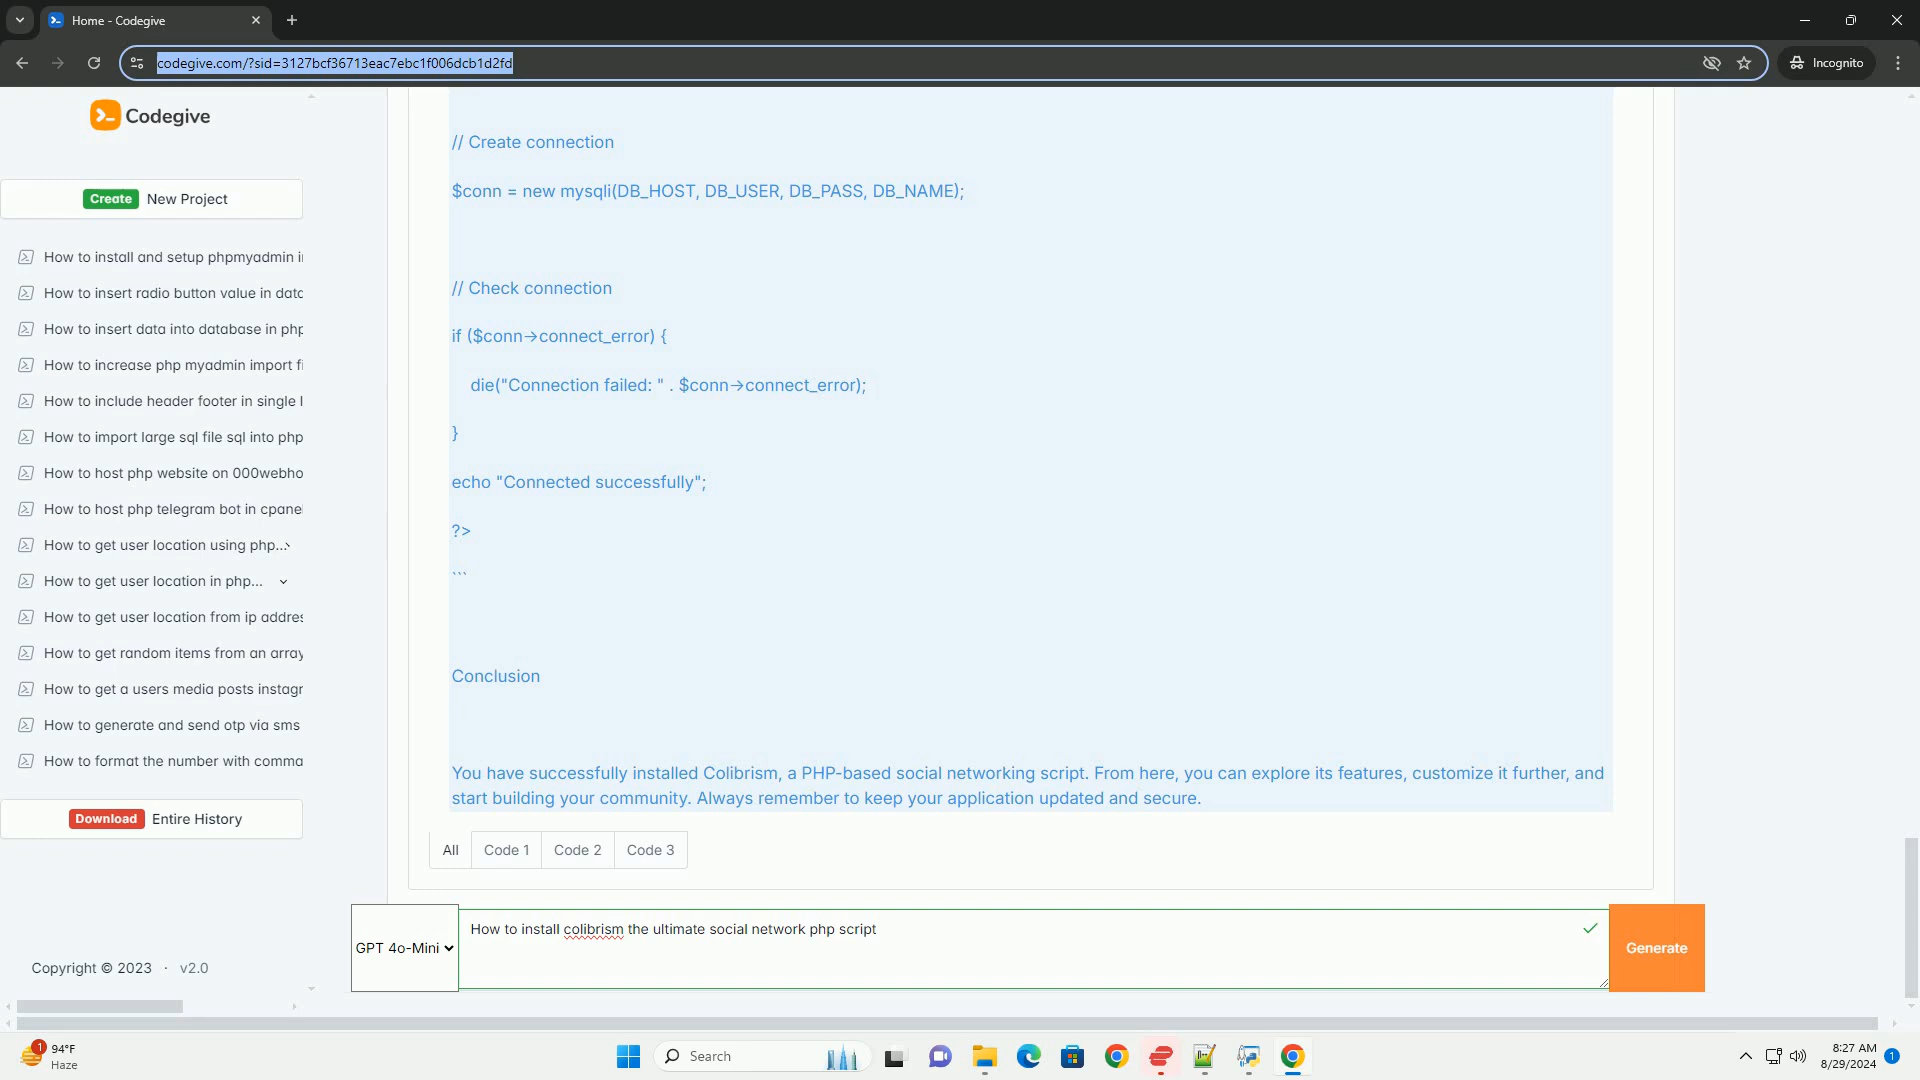 Home - Codegive
codegive.com/?sid=3127bcf36713eac7ebc1f006dcb1d2fd
Incognito
Codegive
Create New Project
How to install and setup phpmyadmin i
How to insert radio button value in data
How to insert data into database in php
How to increase php myadmin import fi
How to include header footer in single
How to import large sql file sql into php
How to host php website on 000webho
How to host php telegram bot in cpane
How to get user location using php...
How to get user location in php...
How to get user location from ip addres
How to get random items from an array
How to get a users media posts instagr
How to generate and send otp via sms
How to format the number with comma
Download Entire History
Copyright © 2023 · v2.0
// Create connection
$conn = new mysqli(DB_HOST, DB_USER, DB_PASS, DB_NAME);
// Check connection
if ($conn->connect_error) {
die("Connection failed: " . $conn->connect_error);
}
echo "Connected successfully";
?>
```
Conclusion
You have successfully installed Colibrism, a PHP-based social networking script. From here, you can explore its features, customize it further, and
start building your community. Always remember to keep your application updated and secure.
All Code 1 Code 2 Code 3
GPT 4o-Mini
How to install colibrism the ultimate social network php script
Generate
1
94°F
Haze
Search
8:27 AM
8/29/2024
1